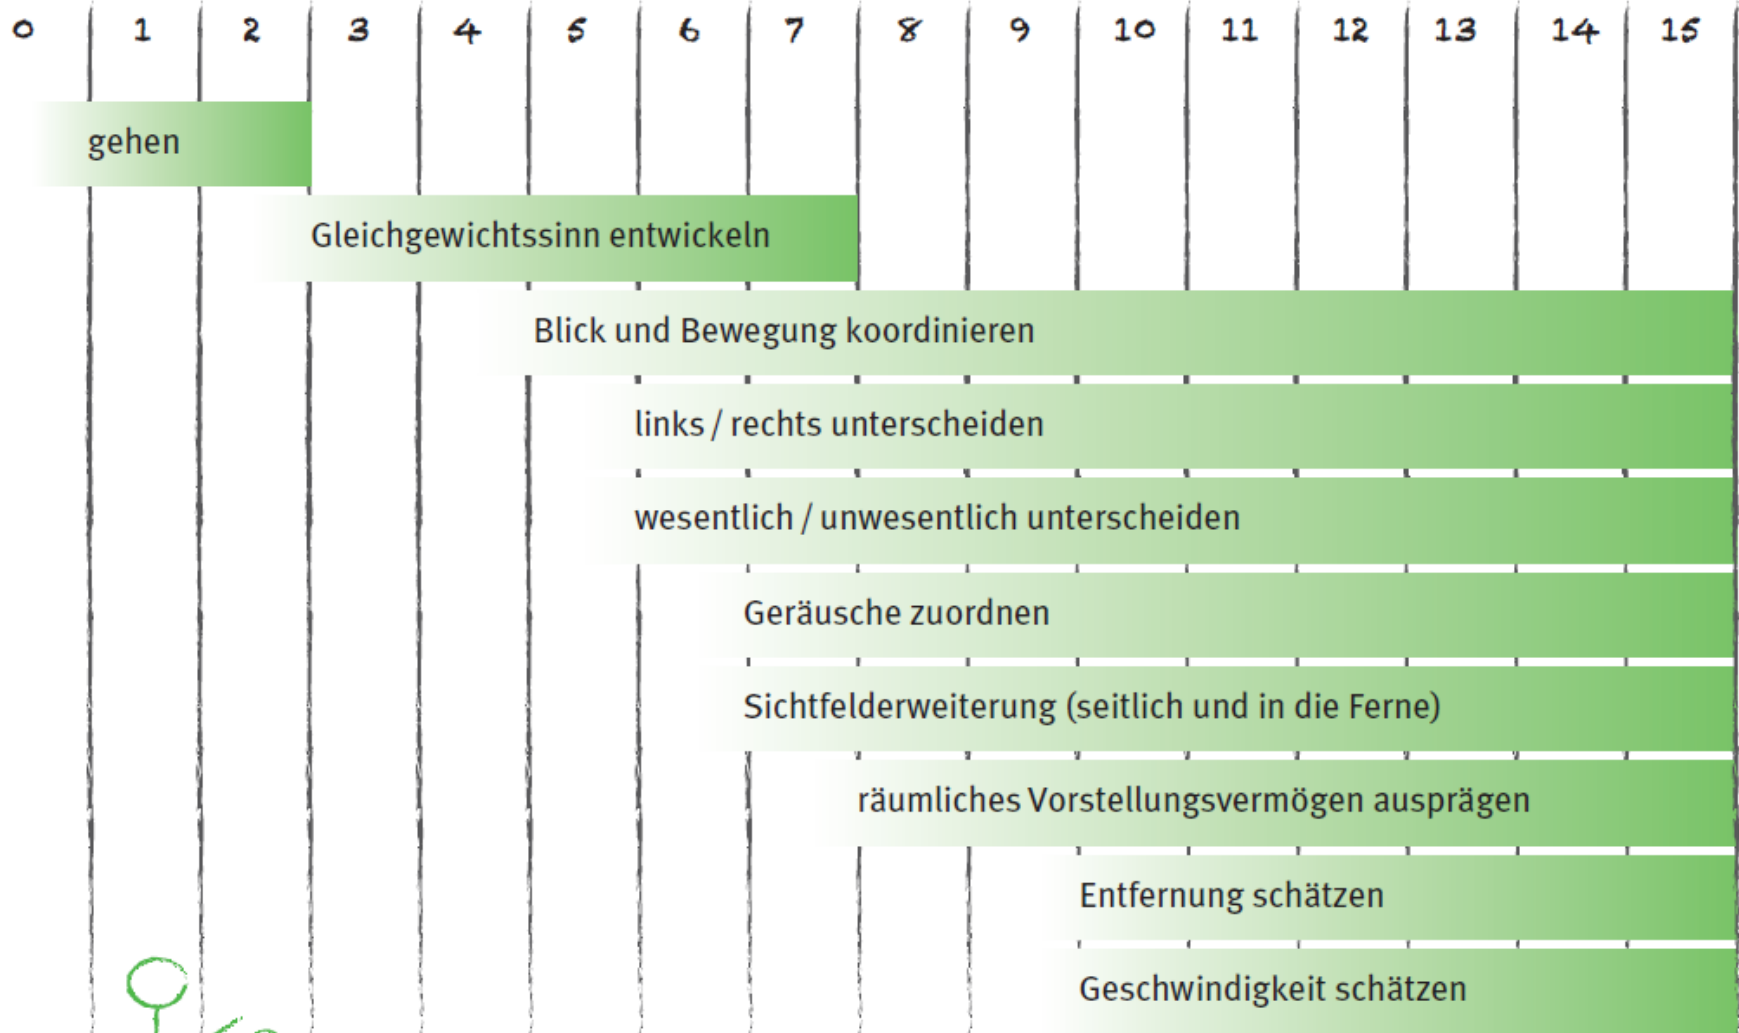 0 1 2 3 4 5 6 7 8 9 10 11 12 13 14 15
gehen
Gleichgewichtssinn entwickeln
Blick und Bewegung koordinieren
links / rechts unterscheiden
wesentlich / unwesentlich unterscheiden
Geräusche zuordnen
Sichtfelderweiterung (seitlich und in die Ferne)
räumliches Vorstellungsvermögen ausprägen
Entfernung schätzen
Geschwindigkeit schätzen